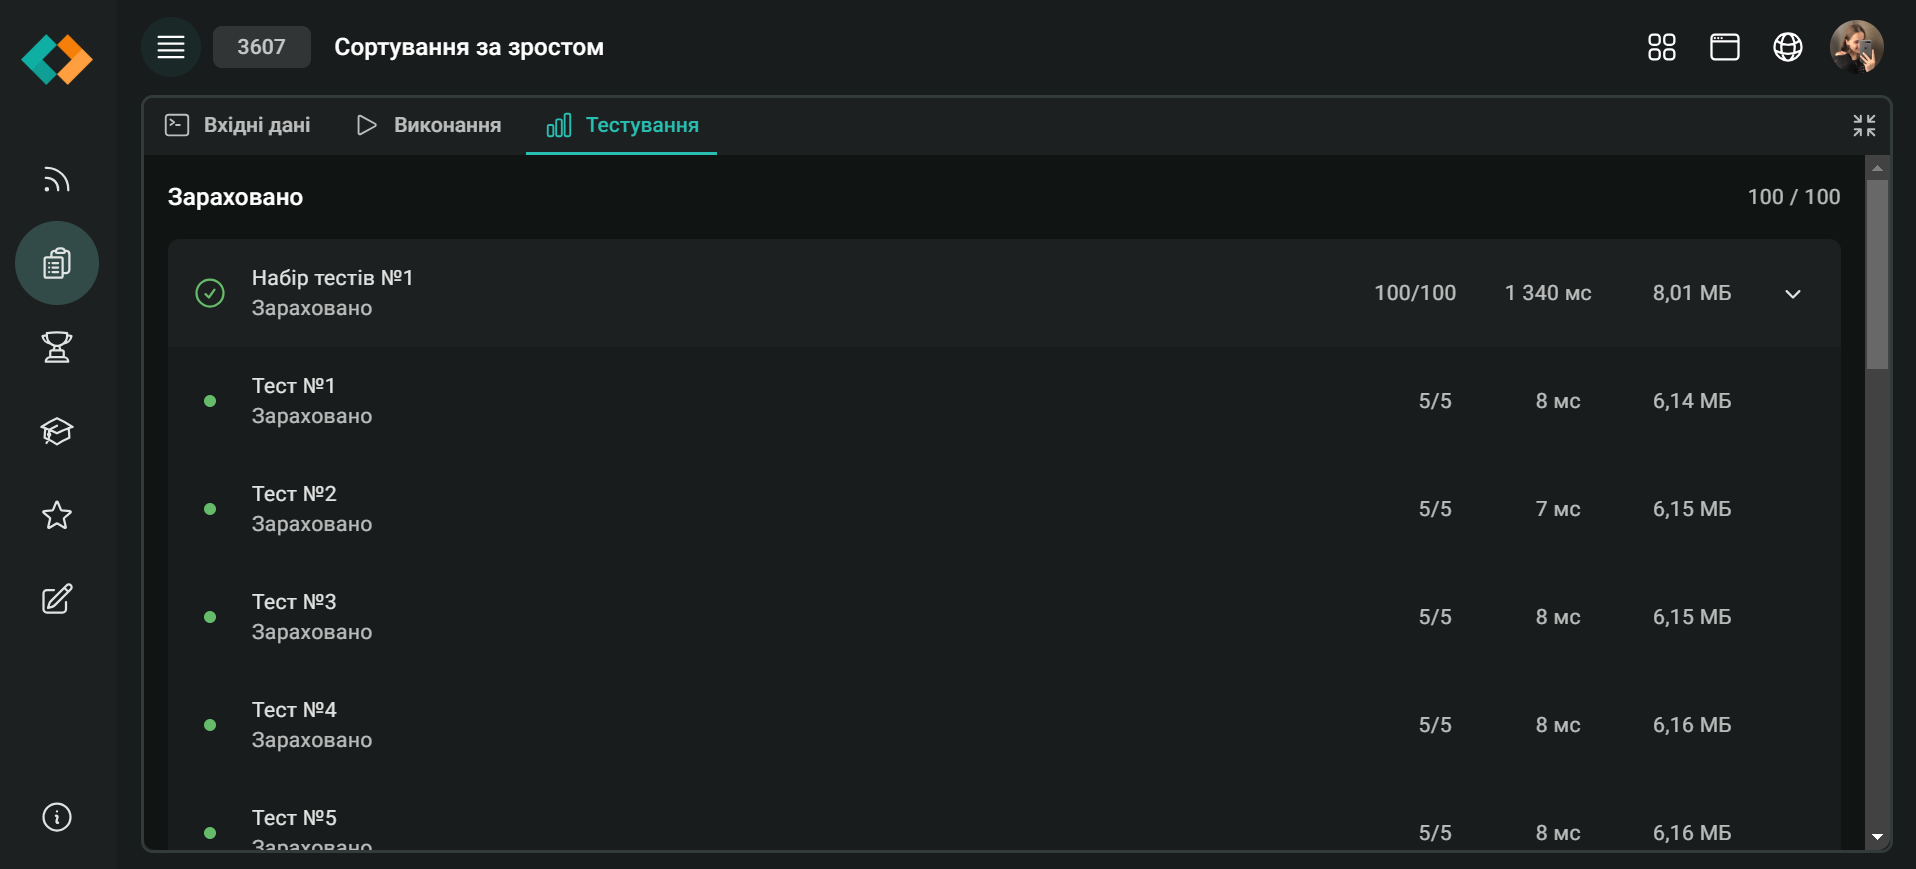 3607
Сортування за зростом
Вхідні дані
Виконання
Тестування
Зараховано
100 / 100
Набір тестів №1
Зараховано
100/100
1 340 мс
8,01 МБ
Тест №1
Зараховано
5/5
8 мс
6,14 МБ
Тест №2
Зараховано
5/5
7 мс
6,15 МБ
Тест №3
Зараховано
5/5
8 мс
6,15 МБ
Тест №4
Зараховано
5/5
8 мс
6,16 МБ
Тест №5
Зараховано
5/5
8 мс
6,16 МБ